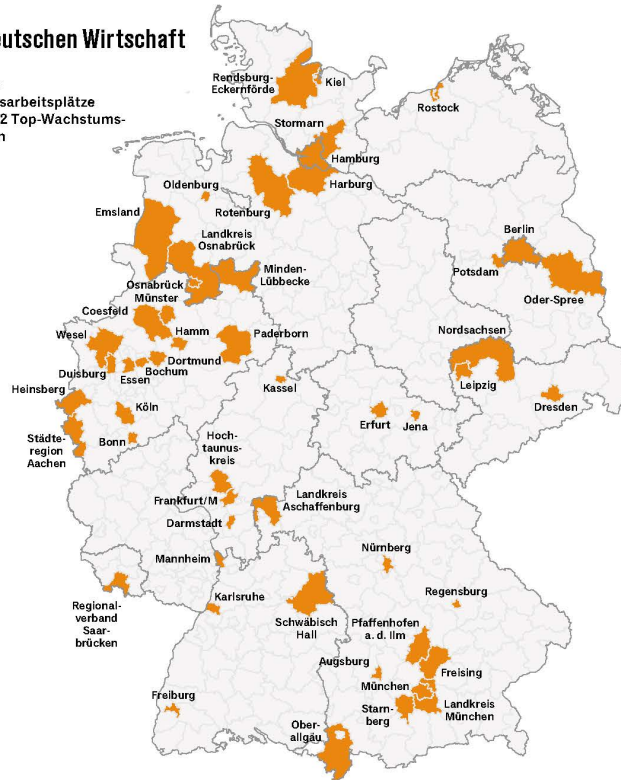 eutschen Wirtschaft
sarbeitsplätze
2 Top-Wachstums-
n
Rendsburg-
Eckernförde
Kiel
Rostock
Stormarn
Hamburg
Harburg
Oldenburg
Rotenburg
Emsland
Landkreis
Osnabrück
Berlin
Potsdam
Oder-Spree
Minden-
Lübbecke
Osnabrück
Münster
Coesfeld
Hamm
Wesel
Paderborn
Nordsachsen
Dortmund
Duisburg
Bochum
Essen
Kassel
Leipzig
Heinsberg
Köln
Dresden
Erfurt
Jena
Städte-
region
Aachen
Bonn
Hoch-
taunus-
kreis
Frankfurt/M
Landkreis
Aschaffenburg
Darmstadt
Mannheim
Nürnberg
Regional-
verband
Saar-
brücken
Karlsruhe
Schwäbisch
Hall
Regensburg
Pfaffenhofen
a. d. Ilm
Augsburg
Freising
München
Freiburg
Starn-
berg
Landkreis
München
Ober-
allgäu